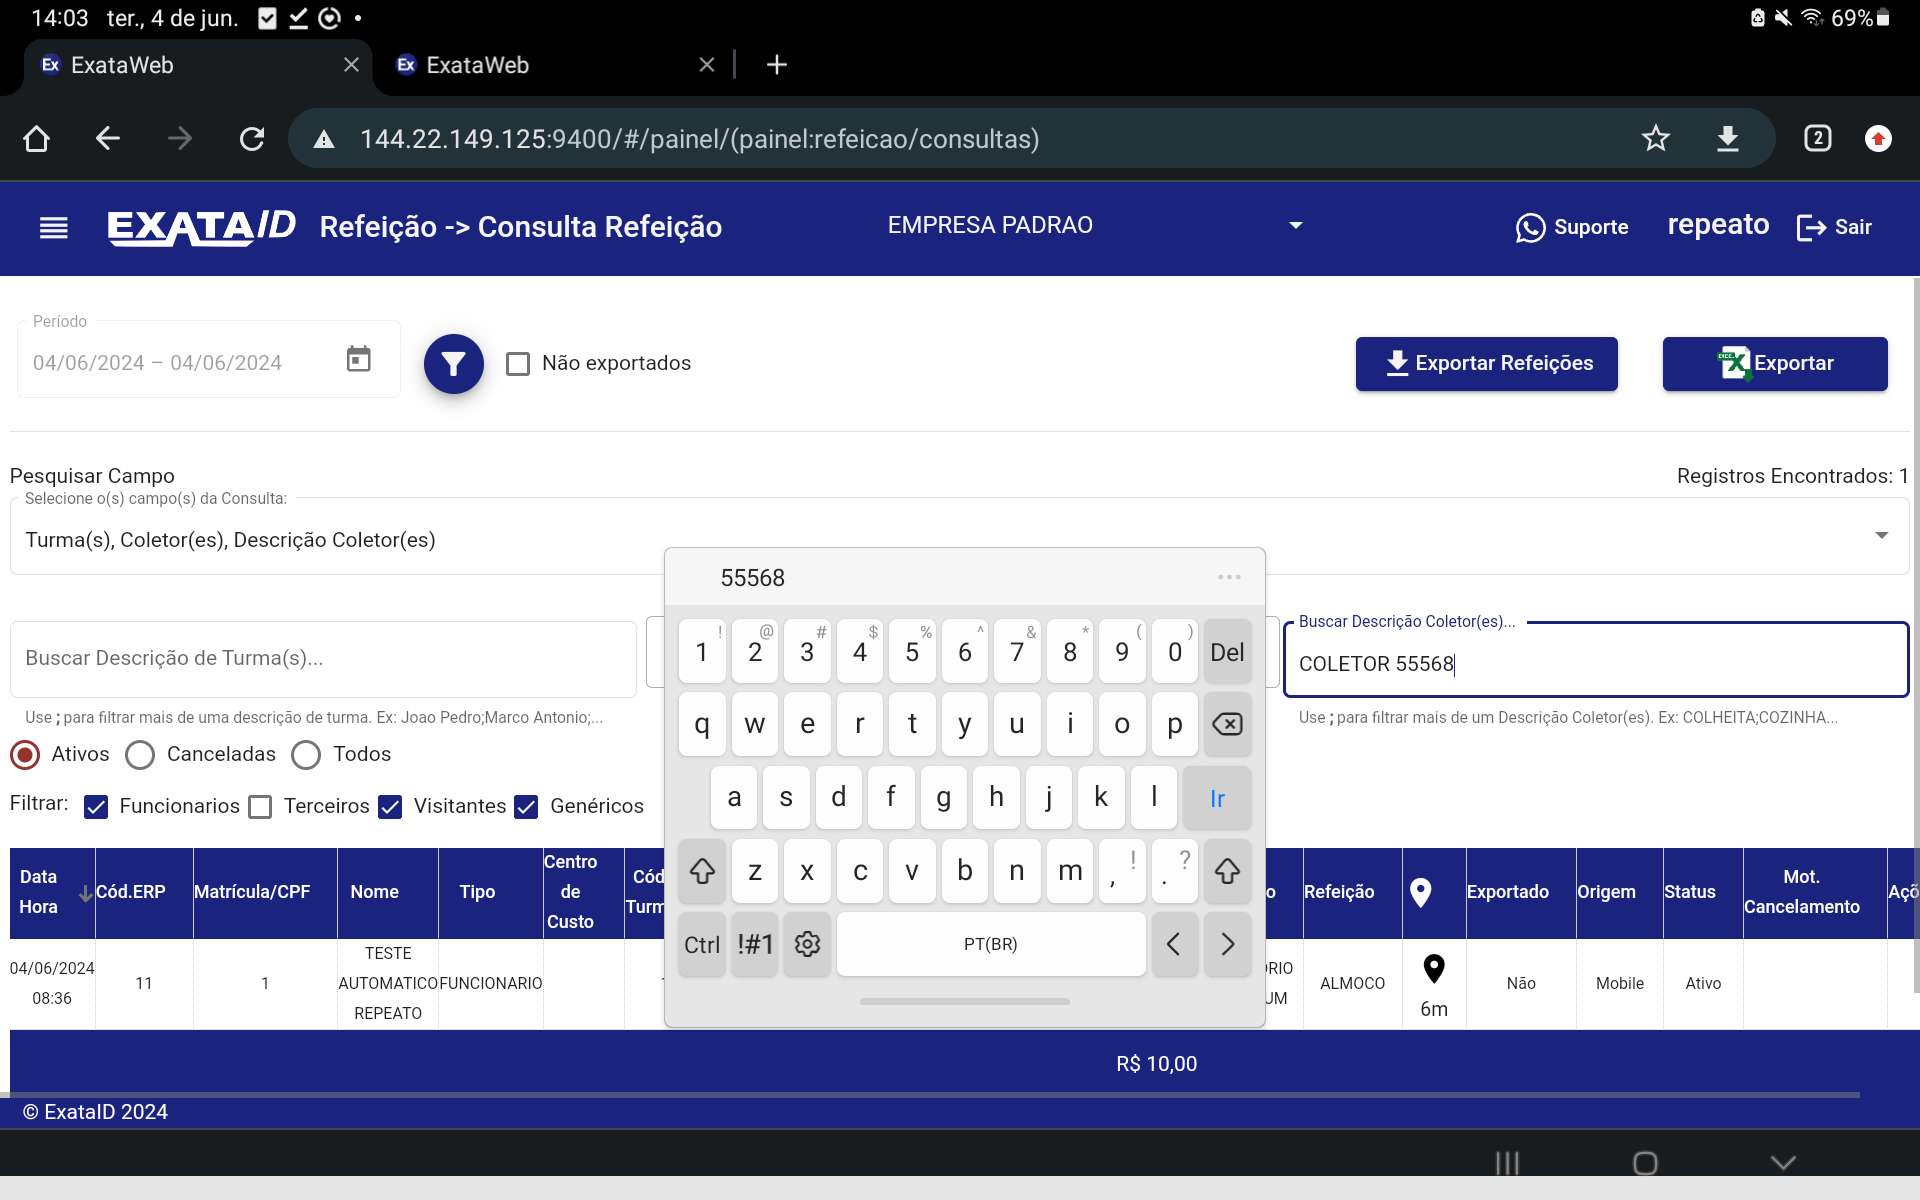 14:03 ter., 4 de jun.
69%
Ex ExataWeb
Ex ExataWeb
144.22.149.125:9400/#/painel/(painel:refeicao/consultas)
2
EXATAID Refeição -> Consulta Refeição
EMPRESA PADRAO
Suporte
repeato
Sair
Período
04/06/2024 – 04/06/2024
Não exportados
Exportar Refeições
Exportar
Pesquisar Campo
Registros Encontrados: 1
Selecione o(s) campo(s) da Consulta:
Turma(s), Coletor(es), Descrição Coletor(es)
Buscar Descrição de Turma(s)...
Use ; para filtrar mais de uma descrição de turma. Ex: Joao Pedro;Marco Antonio;...
Buscar Descrição Coletor(es)...
COLETOR 55568
Use ; para filtrar mais de um Descrição Coletor(es). Ex: COLHEITA;COZINHA...
Ativos Canceladas Todos
Filtrar: Funcionarios Terceiros Visitantes Genéricos
55568
1 ! 2 @ 3 # 4 $ 5 % 6 ^ 7 & 8 * 9 ( 0 ) Del
q w e r t y u i o p
a s d f g h j k l Ir
z x c v b n m , ! . ?
Ctrl !#1 PT(BR)
Data Hora
Cód.ERP
Matrícula/CPF
Nome
Tipo
Centro de Custo
Cód
Turm
o
Refeição
Exportado
Origem
Status
Mot. Cancelamento
Açõ
04/06/2024 08:36
11
1
TESTE AUTOMATICO REPEATO
FUNCIONARIO
ORIO
UM
ALMOCO
6m
Não
Mobile
Ativo
R$ 10,00
© ExataID 2024